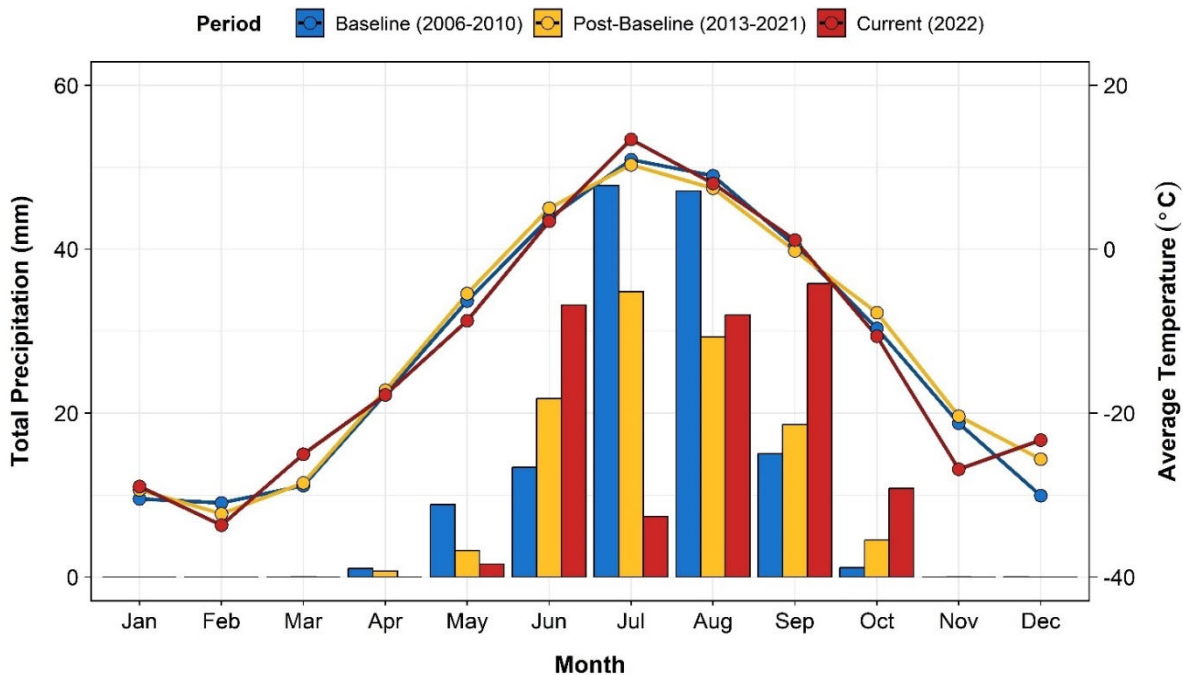 Period Baseline (2006-2010) Post-Baseline (2013-2021) Current (2022)
Total Precipitation (mm)
60
40
20
0
20
0
-20
-40
Average Temperature (°C)
Jan Feb Mar Apr May Jun Jul Aug Sep Oct Nov Dec
Month